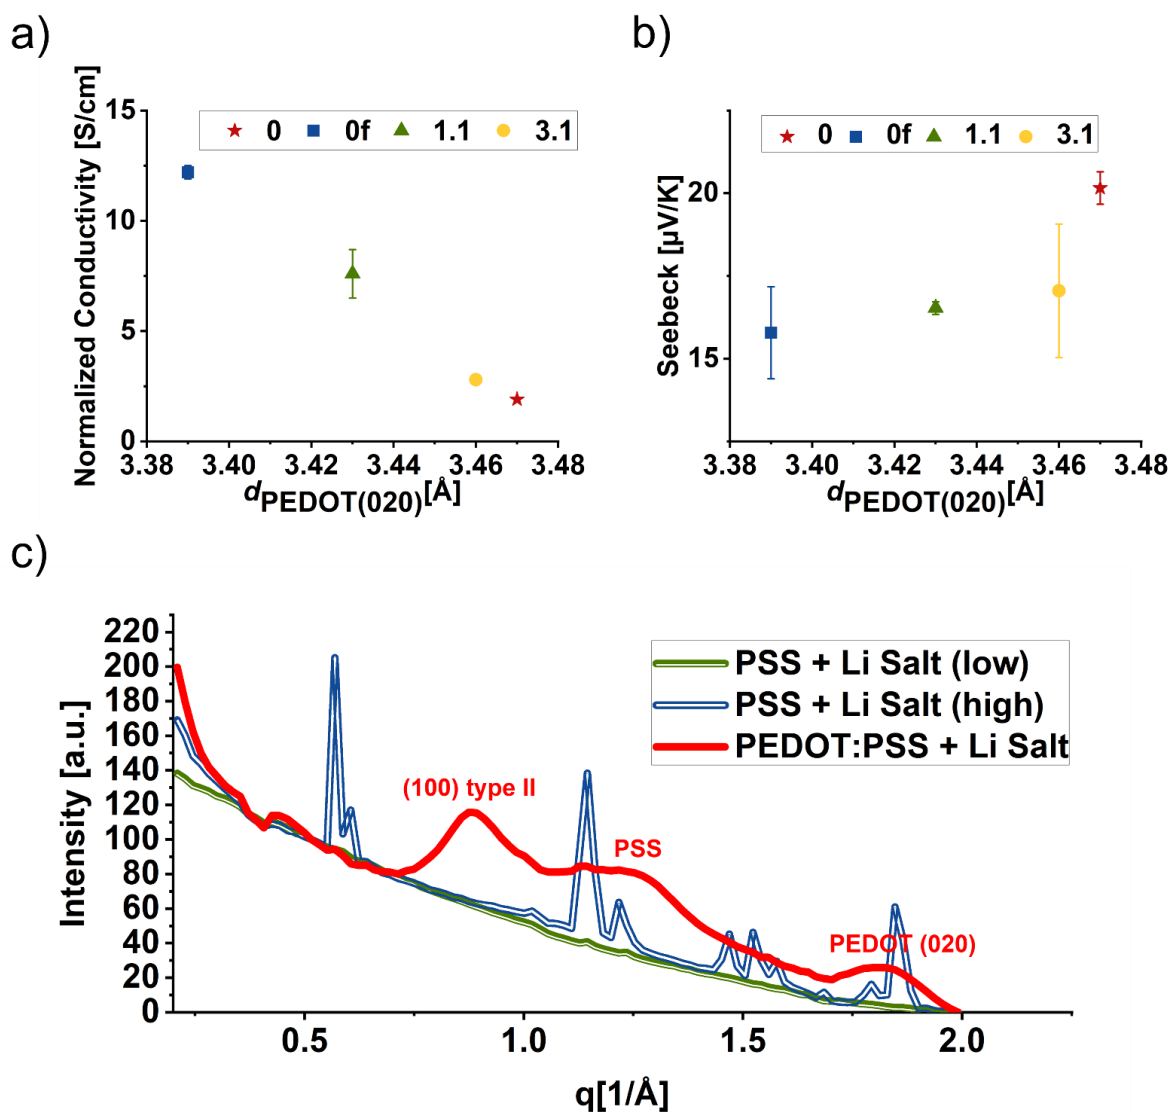 a)
b)
Normalized Conductivity [S/cm]
15
10
5
0
0 0f 1.1 3.1
3.38 3.40 3.42 3.44 3.46 3.48
dPEDOT(020)[Å]
Seebeck [µV/K]
20
15
0 0f 1.1 3.1
3.38 3.40 3.42 3.44 3.46 3.48
dPEDOT(020)[Å]
c)
Intensity [a.u.]
220
200
180
160
140
120
100
80
60
40
20
0
PSS + Li Salt (low)
PSS + Li Salt (high)
PEDOT:PSS + Li Salt
(100) type II
PSS
PEDOT (020)
0.5 1.0 1.5 2.0
q[1/Å]